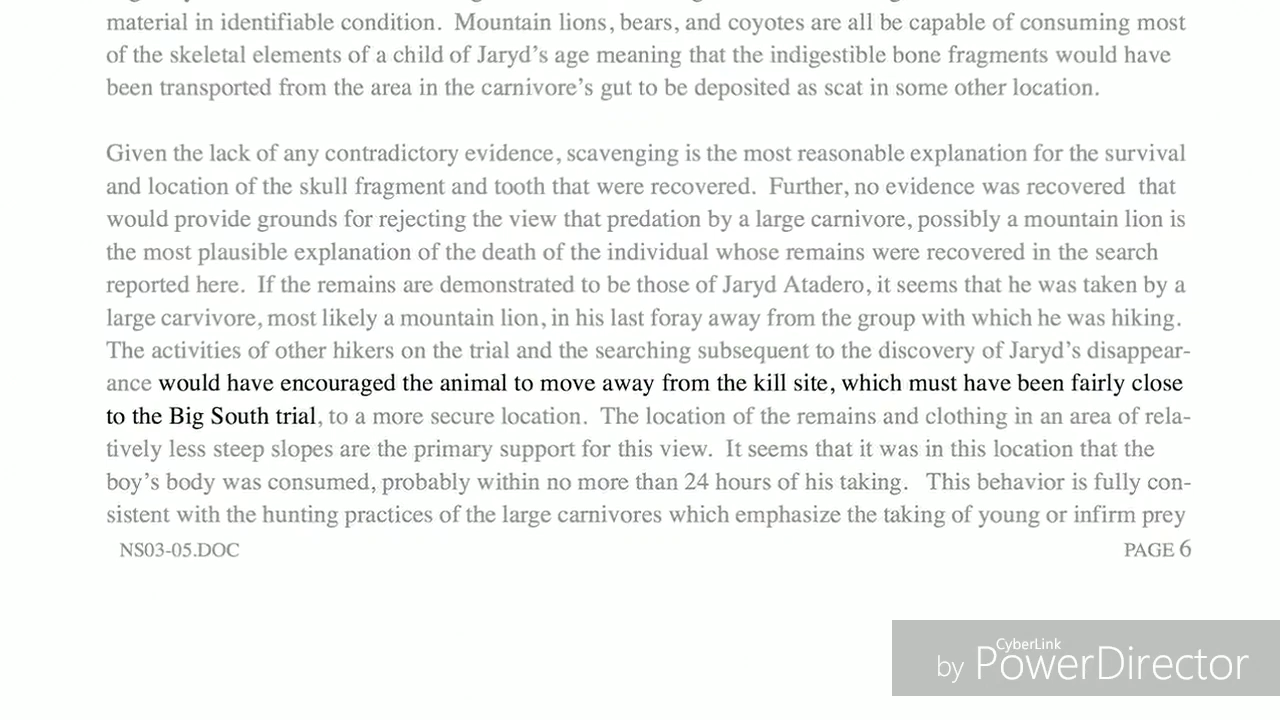 material in identifiable condition.  Mountain lions, bears, and coyotes are all be capable of consuming most
of the skeletal elements of a child of Jaryd's age meaning that the indigestible bone fragments would have
been transported from the area in the carnivore's gut to be deposited as scat in some other location.
Given the lack of any contradictory evidence, scavenging is the most reasonable explanation for the survival
and location of the skull fragment and tooth that were recovered.  Further, no evidence was recovered  that
would provide grounds for rejecting the view that predation by a large carnivore, possibly a mountain lion is
the most plausible explanation of the death of the individual whose remains were recovered in the search
reported here.  If the remains are demonstrated to be those of Jaryd Atadero, it seems that he was taken by a
large carvivore, most likely a mountain lion, in his last foray away from the group with which he was hiking.
The activities of other hikers on the trial and the searching subsequent to the discovery of Jaryd's disappear-
ance would have encouraged the animal to move away from the kill site, which must have been fairly close
to the Big South trial, to a more secure location.  The location of the remains and clothing in an area of rela-
tively less steep slopes are the primary support for this view.  It seems that it was in this location that the
boy's body was consumed, probably within no more than 24 hours of his taking.   This behavior is fully con-
sistent with the hunting practices of the large carnivores which emphasize the taking of young or infirm prey
NS03-05.DOC PAGE 6
CyberLink
by PowerDirector